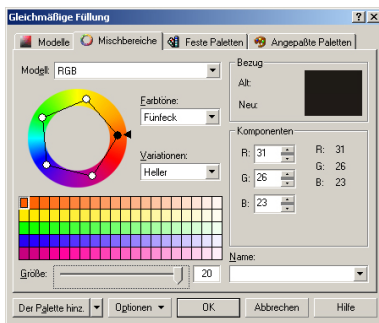 Gleichmäßige Füllung
Modelle Mischbereiche Feste Paletten Angepaßte Paletten
Modell: RGB
Farbtöne:
Fünfeck
Variationen:
Heller
Größe: 20
Bezug
Alt:
Neu:
Komponenten
R: 31 R: 31
G: 26 G: 26
B: 23 B: 23
Name:
Der Palette hinz. Optionen OK Abbrechen Hilfe